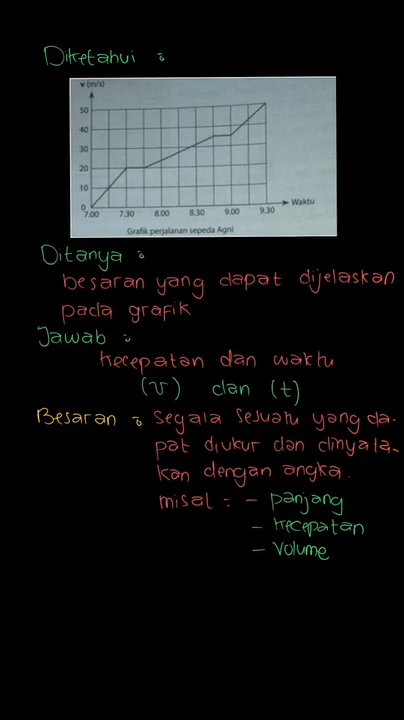 Diketahui :
v (m/s)
50
40
30
20
10
0
7.00 7.30 8.00 8.30 9.00 9.30 Waktu
Grafik perjalanan sepeda Agni
Ditanya :
besaran yang dapat dijelaskan
pada grafik
Jawab :
Kecepatan dan waktu
(v) dan (t)
Besaran : segala sesuatu yang da-
pat diukur dan dinyata-
kan dengan angka.
misal : - panjang
- kecepatan
- volume